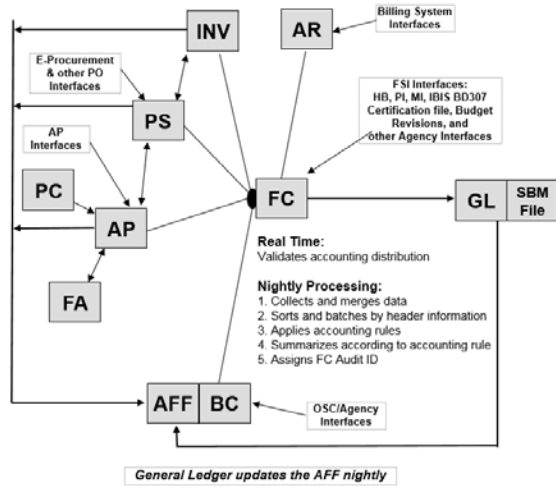 INV
AR
Billing System
Interfaces
E-Procurement
& other PO
Interfaces
PS
FSI Interfaces:
HB, PI, MI, IBIS BD307
Certification file, Budget
Revisions, and
other Agency Interfaces
AP
Interfaces
PC
FC
GL
SBM
File
AP
FA
Real Time:
Validates accounting distribution
Nightly Processing:
1. Collects and merges data
2. Sorts and batches by header information
3. Applies accounting rules
4. Summarizes according to accounting rule
5. Assigns FC Audit ID
AFF
BC
OSC/Agency
Interfaces
General Ledger updates the AFF nightly